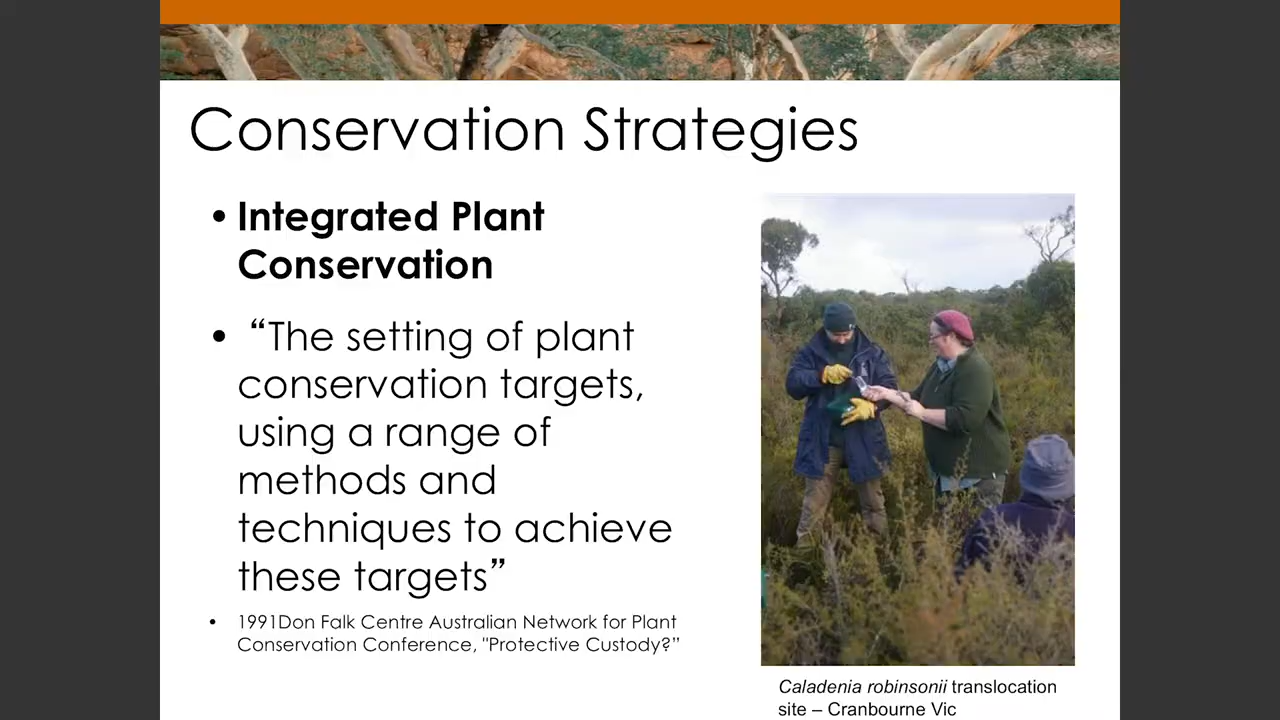 Conservation Strategies
• Integrated Plant
Conservation
• “The setting of plant
conservation targets,
using a range of
methods and
techniques to achieve
these targets”
• 1991Don Falk Centre Australian Network for Plant
Conservation Conference, "Protective Custody?”
Caladenia robinsonii translocation
site – Cranbourne Vic